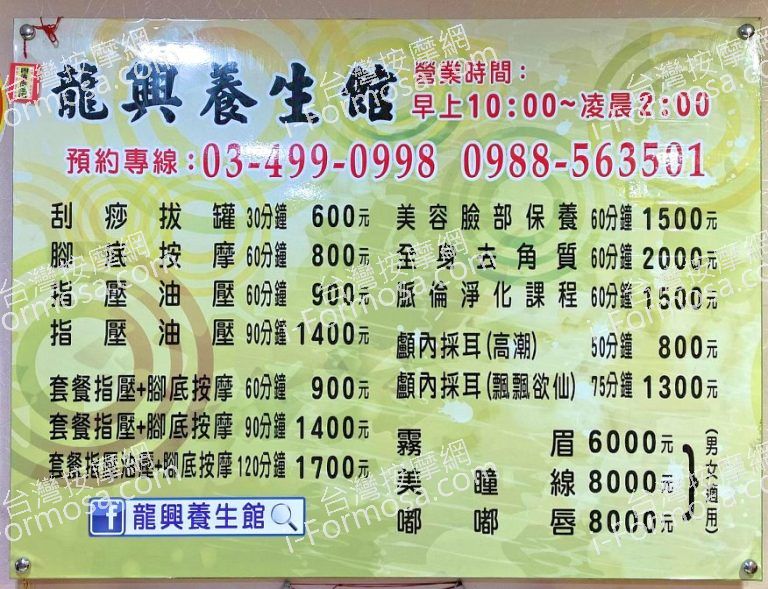 龍興養生館
營業時間：
早上10:00~凌晨2:00
預約專線：03-499-0998 0988-563501
刮痧拔罐 30分鐘 600元
腳底按摩 60分鐘 800元
指壓油壓 60分鐘 900元
指壓油壓 90分鐘 1400元
套餐指壓+腳底按摩 60分鐘 900元
套餐指壓+腳底按摩 90分鐘 1400元
套餐指壓油壓+腳底按摩 120分鐘 1700元
龍興養生館
美容臉部保養 60分鐘 1500元
全身去角質 60分鐘 2000元
脈倫淨化課程 60分鐘 1500元
顱內採耳(高潮) 50分鐘 800元
顱內採耳(飄飄欲仙) 75分鐘 1300元
霧眉 6000元
美瞳線 8000元
嘟嘟唇 8000元
(男女適用)
台灣按摩網
i-Formosa.com